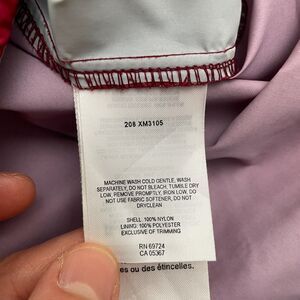 208 XM3105
MACHINE WASH COLD GENTLE, WASH
SEPARATELY, DO NOT BLEACH, TUMBLE DRY
LOW, REMOVE PROMPTLY, IRON LOW, DO
NOT USE FABRIC SOFTENER, DO NOT
DRYCLEAN
SHELL: 100% NYLON
LINING: 100% POLYESTER
EXCLUSIVE OF TRIMMING
RN 69724
CA 05367
es ou des étincelles.